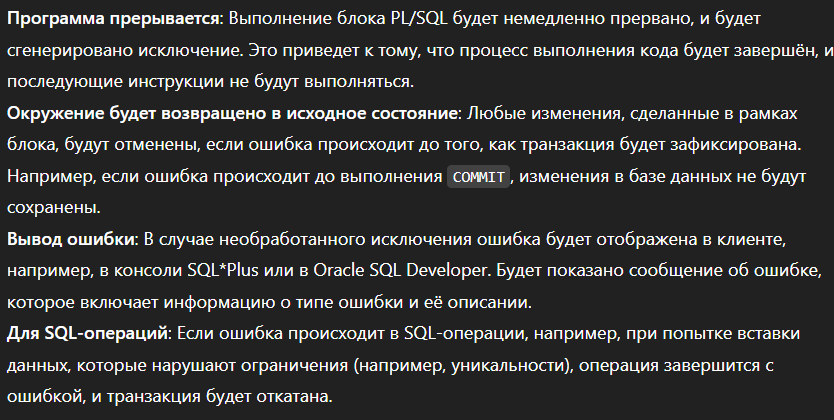 Программа прерывается: Выполнение блока PL/SQL будет немедленно прервано, и будет
сгенерировано исключение. Это приведет к тому, что процесс выполнения кода будет завершён, и
последующие инструкции не будут выполняться.
Окружение будет возвращено в исходное состояние: Любые изменения, сделанные в рамках
блока, будут отменены, если ошибка происходит до того, как транзакция будет зафиксирована.
Например, если ошибка происходит до выполнения COMMIT, изменения в базе данных не будут
сохранены.
Вывод ошибки: В случае необработанного исключения ошибка будет отображена в клиенте,
например, в консоли SQL*Plus или в Oracle SQL Developer. Будет показано сообщение об ошибке,
которое включает информацию о типе ошибки и её описании.
Для SQL-операций: Если ошибка происходит в SQL-операции, например, при попытке вставки
данных, которые нарушают ограничения (например, уникальности), операция завершится с
ошибкой, и транзакция будет откатана.